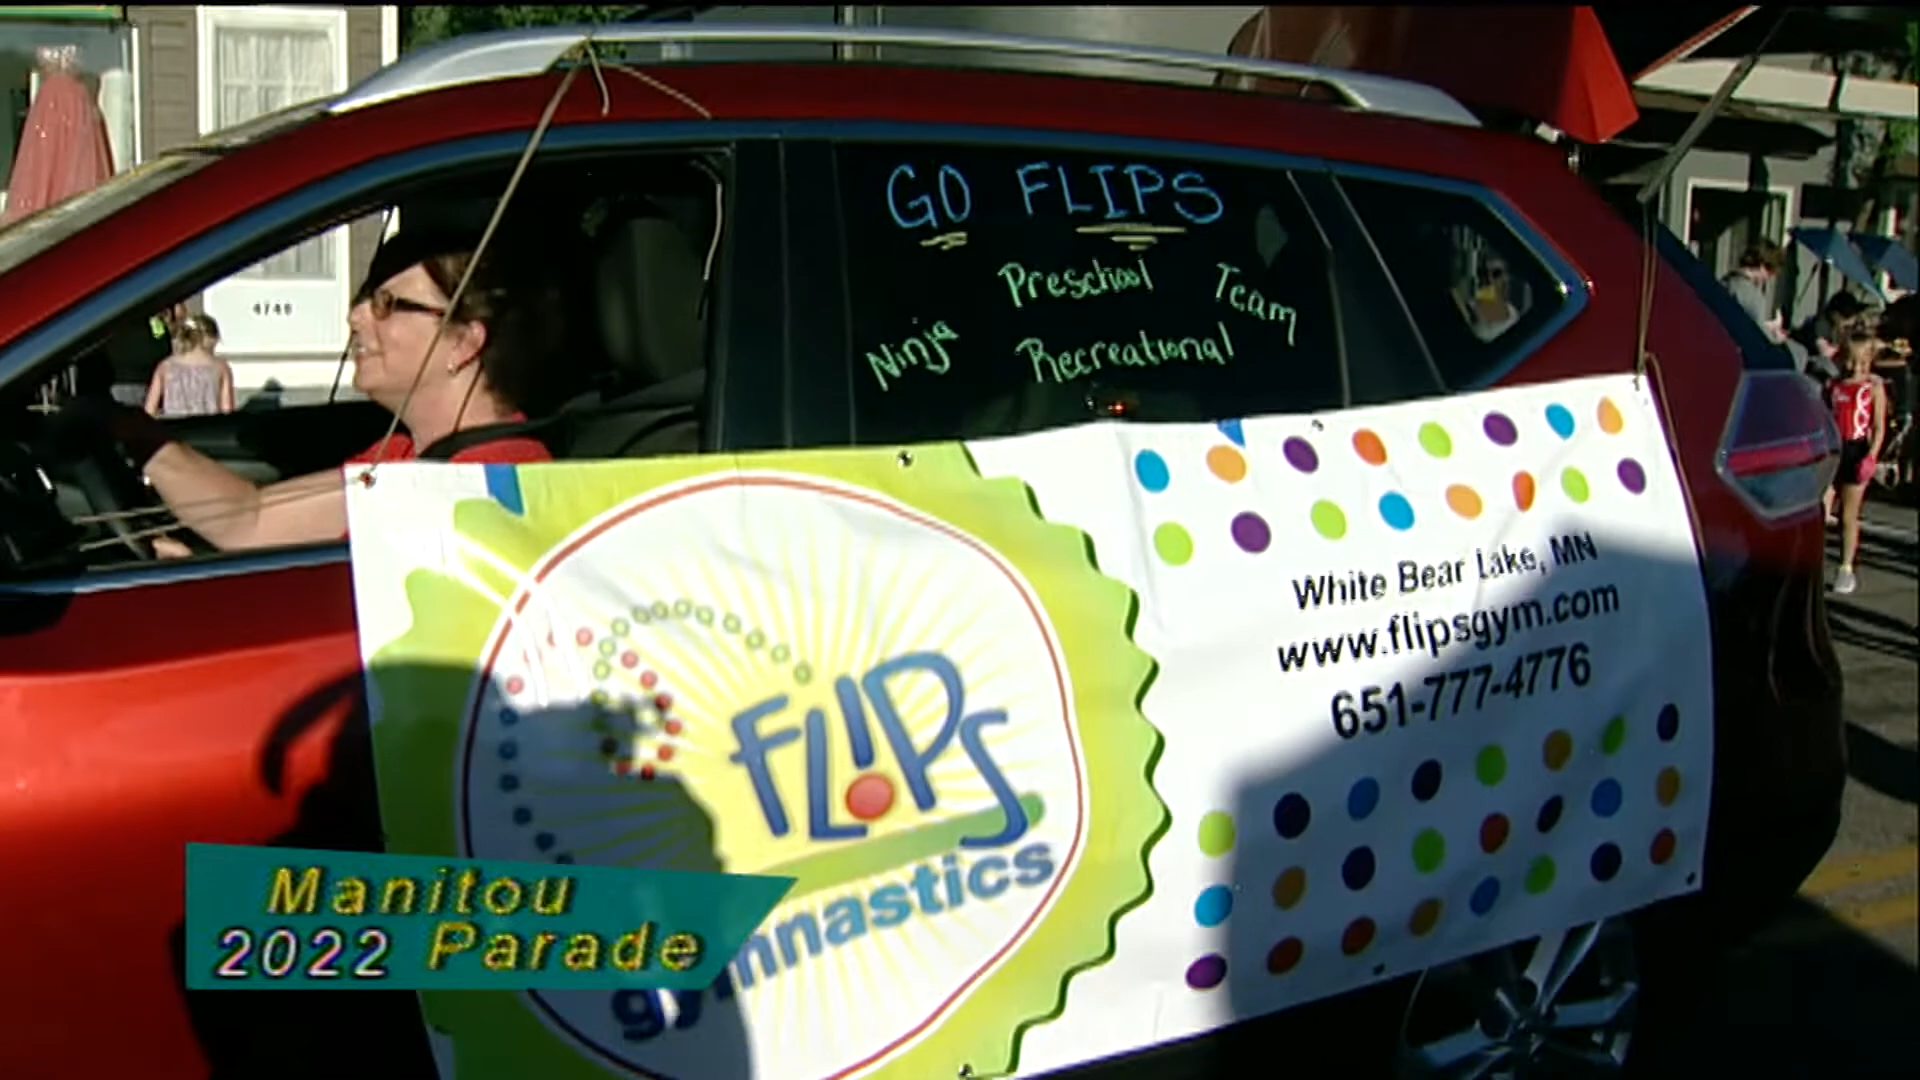 GO FLIPS
Preschool
Team
Ninja
Recreational
4748
White Bear Lake, MN
www.flipsgym.com
651-777-4776
FLiPS
gymnastics
Manitou
2022 Parade